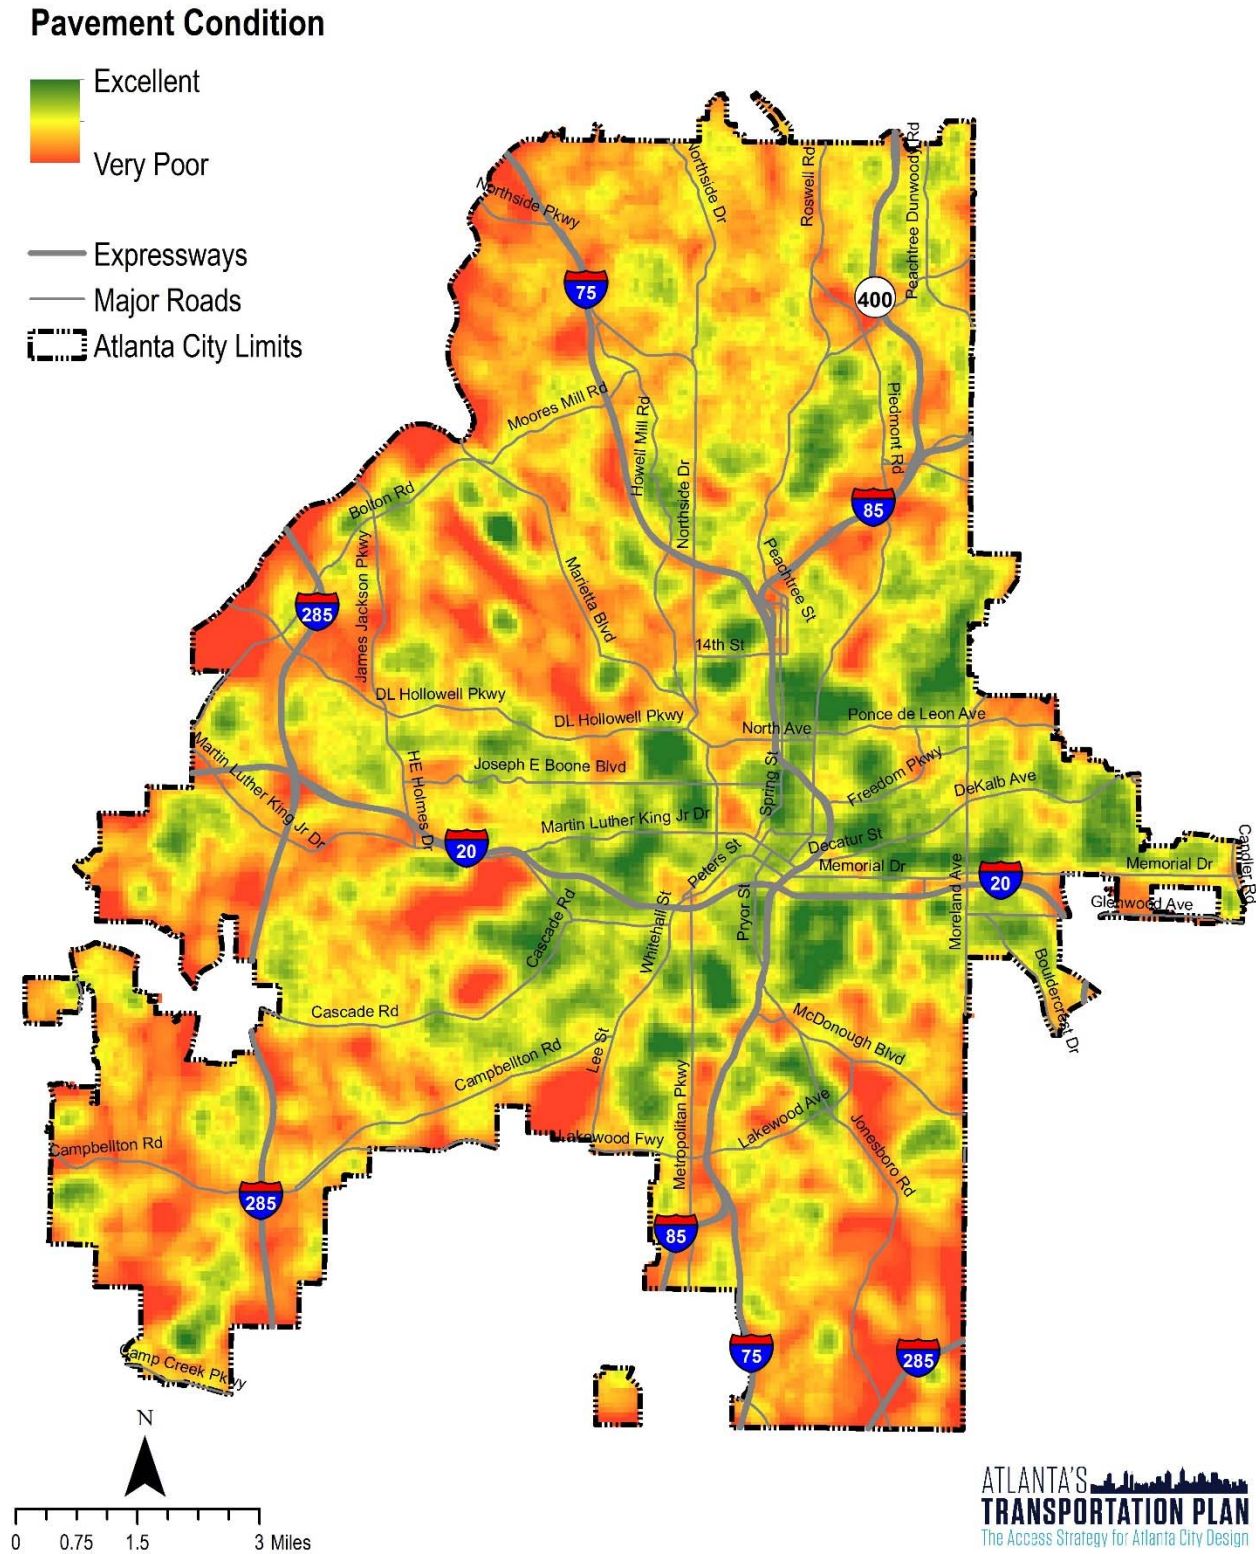 Pavement Condition
Excellent
Very Poor
Expressways
Major Roads
Atlanta City Limits
Northside Pkwy
Northside Dr
Roswell Rd
Peachtree Dunwoody Rd
75
400
Moores Mill Rd
Howell Mill Rd
Piedmont Rd
Northside Dr
Bolton Rd
85
James Jackson Pkwy
Marietta Blvd
Peachtree St
285
14th St
DL Hollowell Pkwy
DL Hollowell Pkwy
North Ave
Ponce de Leon Ave
Martin Luther King Jr Dr
HE Holmes Dr
Joseph E Boone Blvd
Spring St
Freedom Pkwy
DeKalb Ave
Martin Luther King Jr Dr
20
Peters St
Decatur St
Memorial Dr
Moreland Ave
20
Memorial Dr
Candler Rd
Glenwood Ave
Cascade Rd
Whitehall St
Pryor St
Bouldercrest Dr
Cascade Rd
Campbellton Rd
Lee St
McDonough Blvd
Metropolitan Pkwy
Lakewood Ave
Lakewood Fwy
Jonesboro Rd
Campbellton Rd
285
85
75
285
Camp Creek Pkwy
N
0 0.75 1.5 3 Miles
ATLANTA'S
TRANSPORTATION PLAN
The Access Strategy for Atlanta City Design